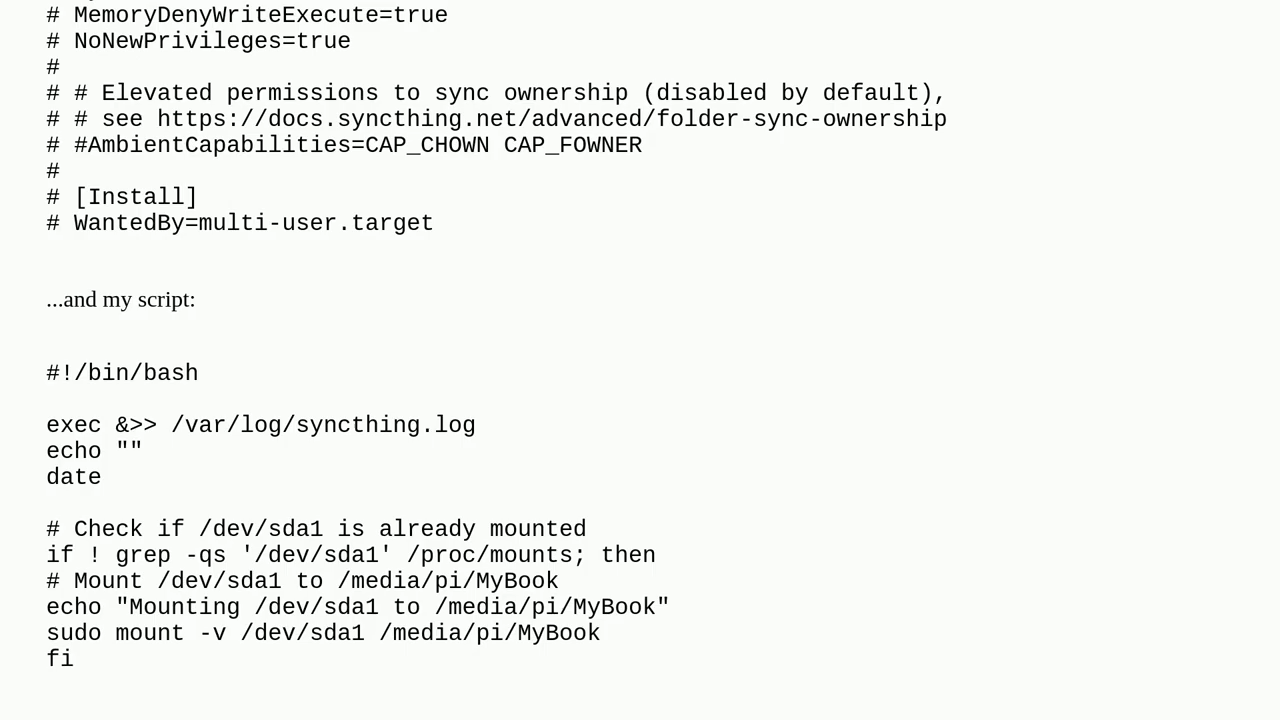 # MemoryDenyWriteExecute=true
# NoNewPrivileges=true
#
# # Elevated permissions to sync ownership (disabled by default),
# # see https://docs.syncthing.net/advanced/folder-sync-ownership
# #AmbientCapabilities=CAP_CHOWN CAP_FOWNER
#
# [Install]
# WantedBy=multi-user.target
...and my script:
#!/bin/bash
exec &>> /var/log/syncthing.log
echo ""
date
# Check if /dev/sda1 is already mounted
if ! grep -qs '/dev/sda1' /proc/mounts; then
# Mount /dev/sda1 to /media/pi/MyBook
echo "Mounting /dev/sda1 to /media/pi/MyBook"
sudo mount -v /dev/sda1 /media/pi/MyBook
fi